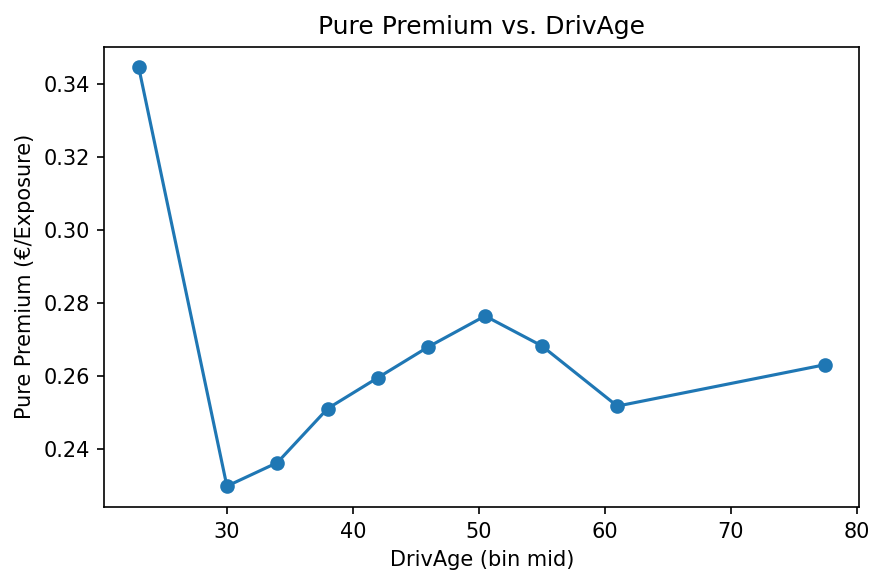 Pure Premium vs. DrivAge
Pure Premium (€/Exposure)
0.34
0.32
0.30
0.28
0.26
0.24
30 40 50 60 70 80
DrivAge (bin mid)